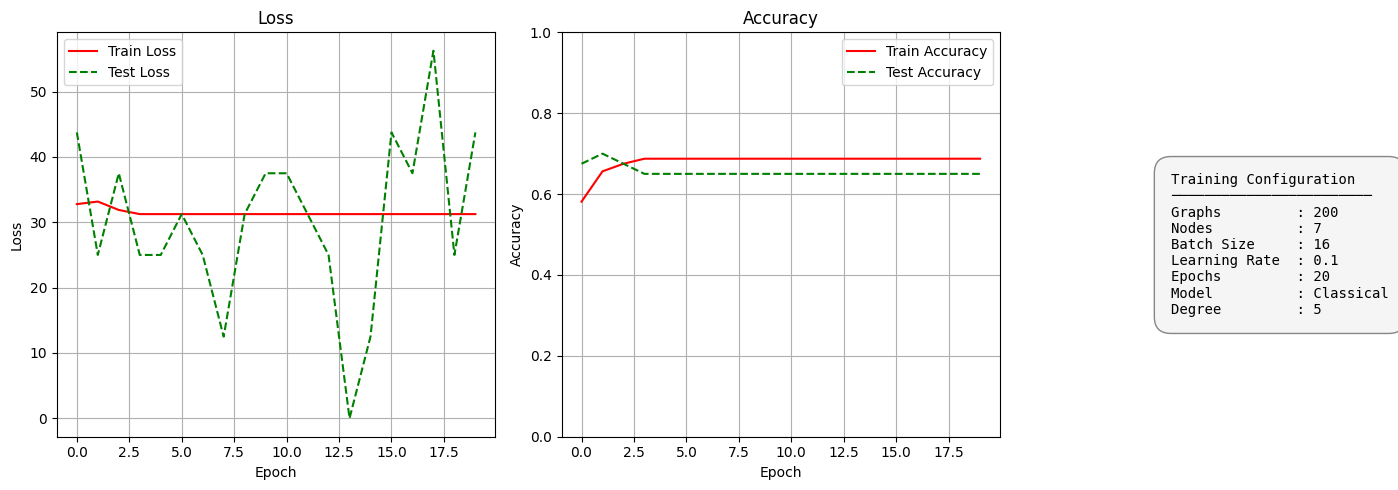 Loss
Train Loss
Test Loss
Loss
50
40
30
20
10
0
0.0 2.5 5.0 7.5 10.0 12.5 15.0 17.5
Epoch
Accuracy
Train Accuracy
Test Accuracy
Accuracy
1.0
0.8
0.6
0.4
0.2
0.0
0.0 2.5 5.0 7.5 10.0 12.5 15.0 17.5
Epoch
Training Configuration
Graphs : 200
Nodes : 7
Batch Size : 16
Learning Rate : 0.1
Epochs : 20
Model : Classical
Degree : 5